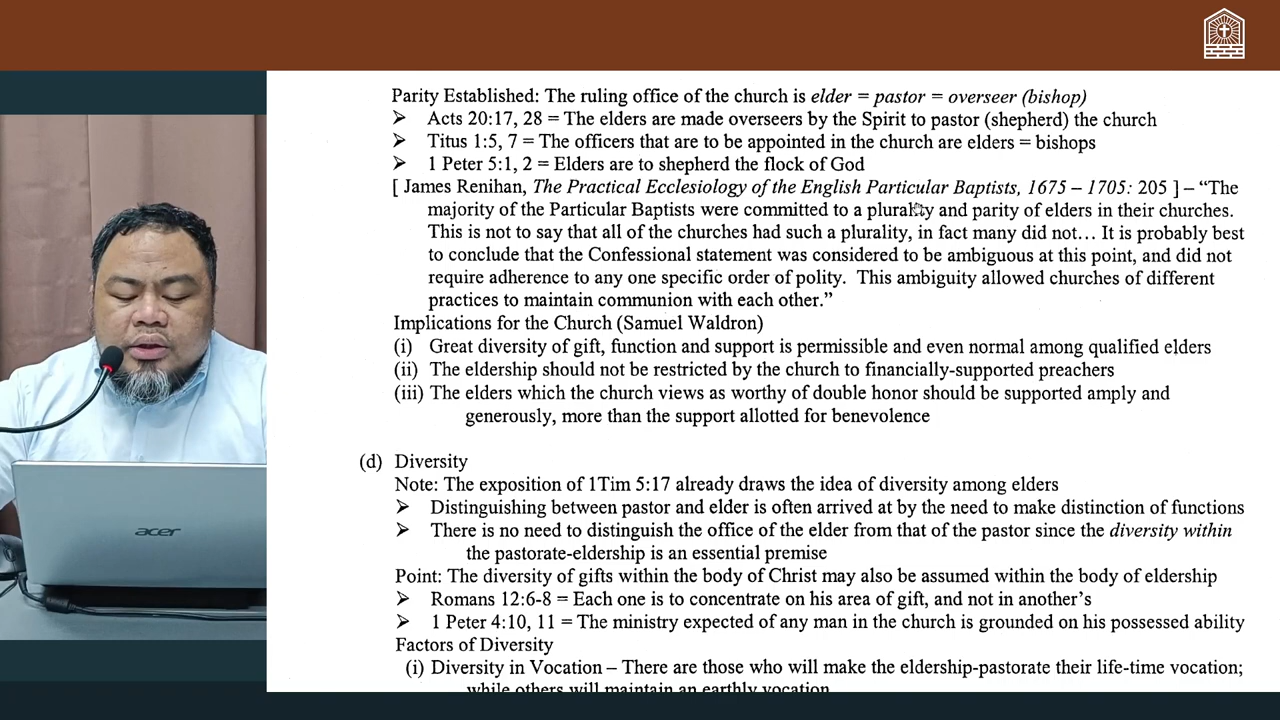 Parity Established: The ruling office of the church is elder = pastor = overseer (bishop)
➢ Acts 20:17, 28 = The elders are made overseers by the Spirit to pastor (shepherd) the church
➢ Titus 1:5, 7 = The officers that are to be appointed in the church are elders = bishops
➢ 1 Peter 5:1, 2 = Elders are to shepherd the flock of God
[ James Renihan, The Practical Ecclesiology of the English Particular Baptists, 1675 – 1705: 205 ] – “The
majority of the Particular Baptists were committed to a plurality and parity of elders in their churches.
This is not to say that all of the churches had such a plurality, in fact many did not… It is probably best
to conclude that the Confessional statement was considered to be ambiguous at this point, and did not
require adherence to any one specific order of polity. This ambiguity allowed churches of different
practices to maintain communion with each other.”
Implications for the Church (Samuel Waldron)
(i) Great diversity of gift, function and support is permissible and even normal among qualified elders
(ii) The eldership should not be restricted by the church to financially-supported preachers
(iii) The elders which the church views as worthy of double honor should be supported amply and
generously, more than the support allotted for benevolence
(d) Diversity
Note: The exposition of 1Tim 5:17 already draws the idea of diversity among elders
➢ Distinguishing between pastor and elder is often arrived at by the need to make distinction of functions
➢ There is no need to distinguish the office of the elder from that of the pastor since the diversity within
the pastorate-eldership is an essential premise
Point: The diversity of gifts within the body of Christ may also be assumed within the body of eldership
➢ Romans 12:6-8 = Each one is to concentrate on his area of gift, and not in another’s
➢ 1 Peter 4:10, 11 = The ministry expected of any man in the church is grounded on his possessed ability
Factors of Diversity
(i) Diversity in Vocation – There are those who will make the eldership-pastorate their life-time vocation;
while others will maintain an earthly vocation
acer